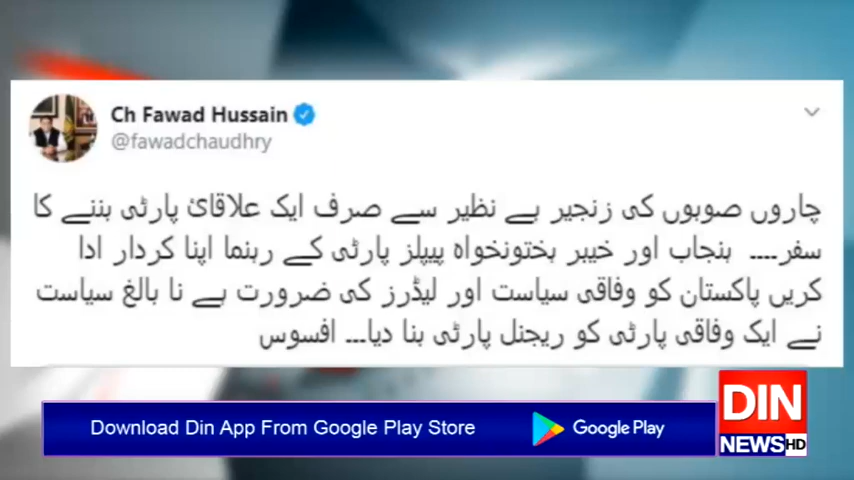 Ch Fawad Hussain
@fawadchaudhry
چاروں صوبوں کی زنجیر بے نظیر سے صرف ایک علاقائ پارٹی بننے کا
سفر.... پنجاب اور خیبر پختونخواہ پیپلز پارٹی کے رہنما اپنا کردار ادا
کریں پاکستان کو وفاقی سیاست اور لیڈرز کی ضرورت ہے نا بالغ سیاست
نے ایک وفاقی پارٹی کو ریجنل پارٹی بنا دیا... افسوس
Download Din App From Google Play Store
Google Play
DIN
NEWS HD